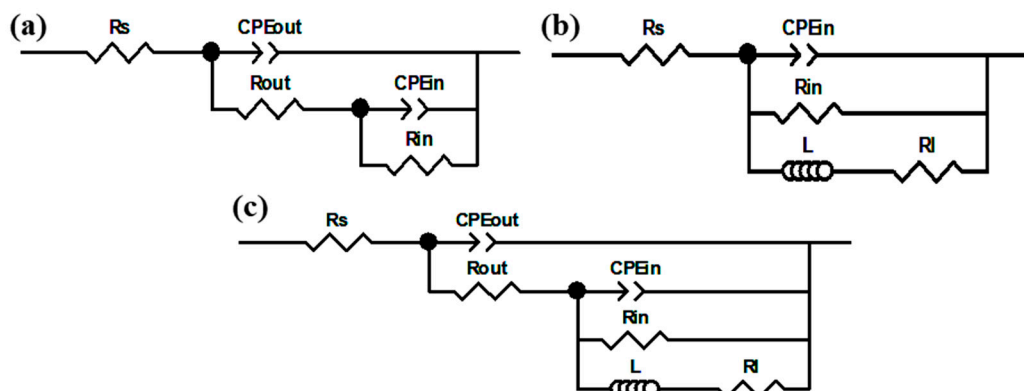 (a)
Rs
CPEout
Rout
CPEin
Rin
(b)
Rs
CPEin
Rin
L
Rl
(c)
Rs
CPEout
Rout
CPEin
Rin
L
Rl